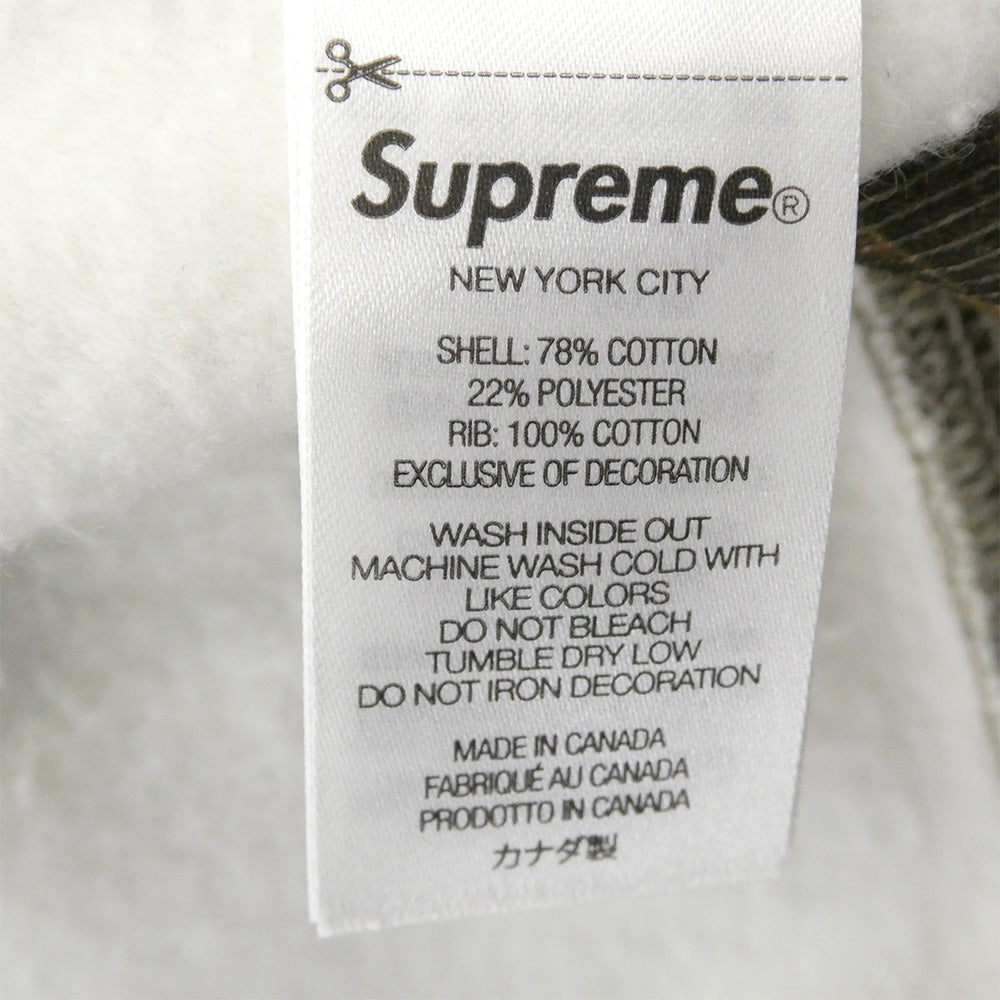 Supreme®
NEW YORK CITY
SHELL: 78% COTTON
22% POLYESTER
RIB: 100% COTTON
EXCLUSIVE OF DECORATION
WASH INSIDE OUT
MACHINE WASH COLD WITH
LIKE COLORS
DO NOT BLEACH
TUMBLE DRY LOW
DO NOT IRON DECORATION
MADE IN CANADA
FABRIQUÉ AU CANADA
PRODOTTO IN CANADA
カナダ製